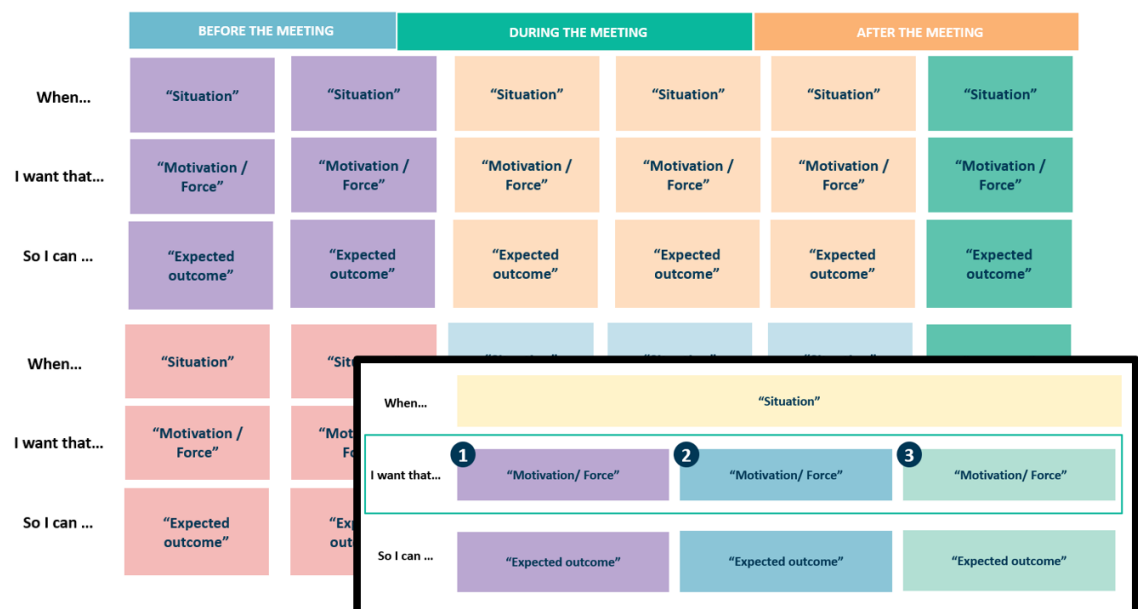 BEFORE THE MEETING
DURING THE MEETING
AFTER THE MEETING
When...
“Situation”
“Situation”
“Situation”
“Situation”
“Situation”
“Situation”
I want that...
“Motivation / Force”
“Motivation / Force”
“Motivation / Force”
“Motivation / Force”
“Motivation / Force”
“Motivation / Force”
So I can ...
“Expected outcome”
“Expected outcome”
“Expected outcome”
“Expected outcome”
“Expected outcome”
“Expected outcome”
When...
“Situation”
I want that...
“Motivation / Force”
So I can ...
“Expected outcome”
When...
“Situation”
I want that...
1
“Motivation/ Force”
2
“Motivation/ Force”
3
“Motivation/ Force”
So I can ...
“Expected outcome”
“Expected outcome”
“Expected outcome”